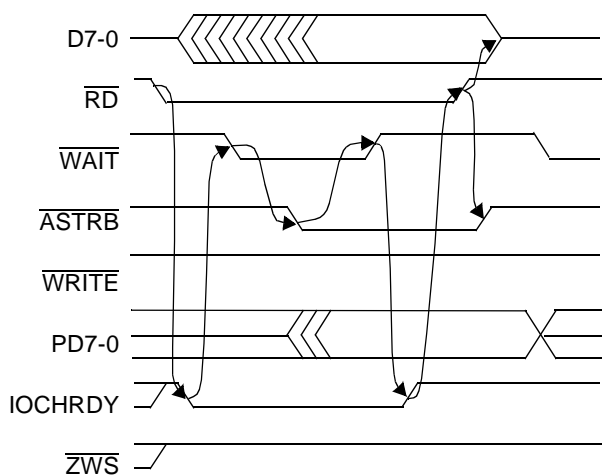 D7-0
RD
WAIT
ASTRB
WRITE
PD7-0
IOCHRDY
ZWS